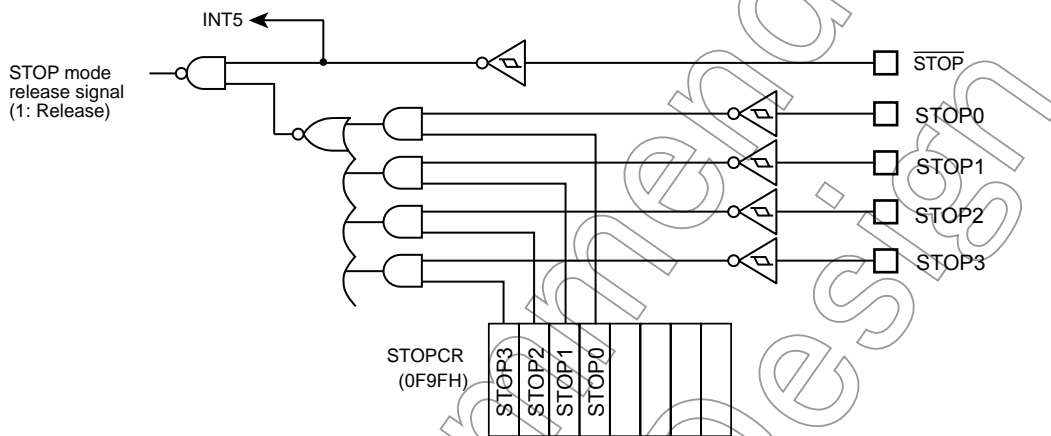 INT5
STOP mode
release signal
(1: Release)
STOP
STOP0
STOP1
STOP2
STOP3
STOPCR
(0F9FH)
STOP3
STOP2
STOP1
STOP0